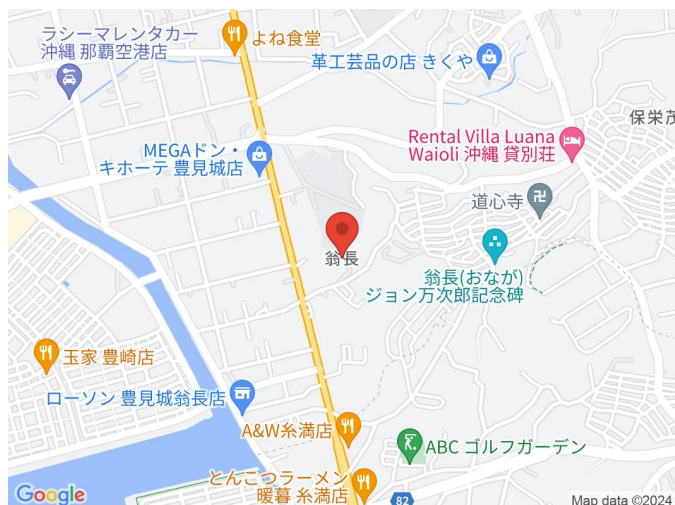 ラシーマレンタカー
沖縄 那覇空港店
よね食堂
革工芸品の店 きくや
保栄茂
Rental Villa Luana
Waioli 沖縄 貸別荘
MEGAドン・
キホーテ 豊見城店
道心寺
翁長
翁長(おなが)
ジョン万次郎記念碑
玉家 豊崎店
ローソン 豊見城翁長店
A&W糸満店
ABC ゴルフガーデン
とんこつラーメン
暖暮 糸満店
82
Google
Map data ©2024